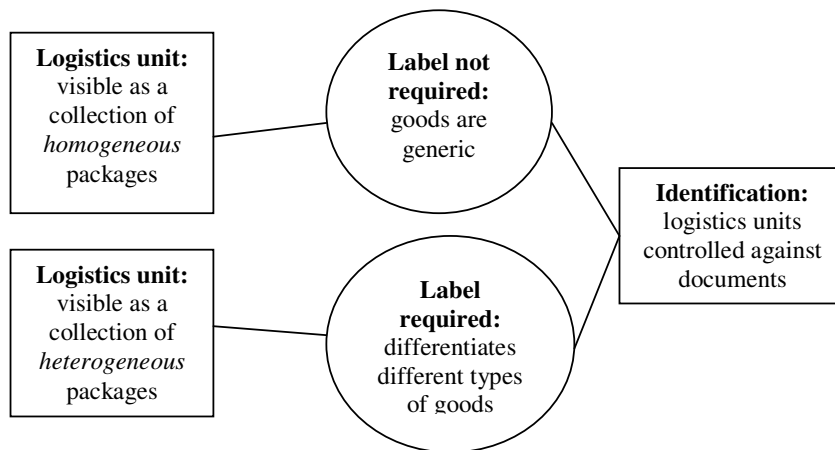 Logistics unit:
visible as a
collection of
homogeneous
packages
Label not
required:
goods are
generic
Identification:
logistics units
controlled against
documents
Logistics unit:
visible as a
collection of
heterogeneous
packages
Label
required:
differentiates
different types
of goods